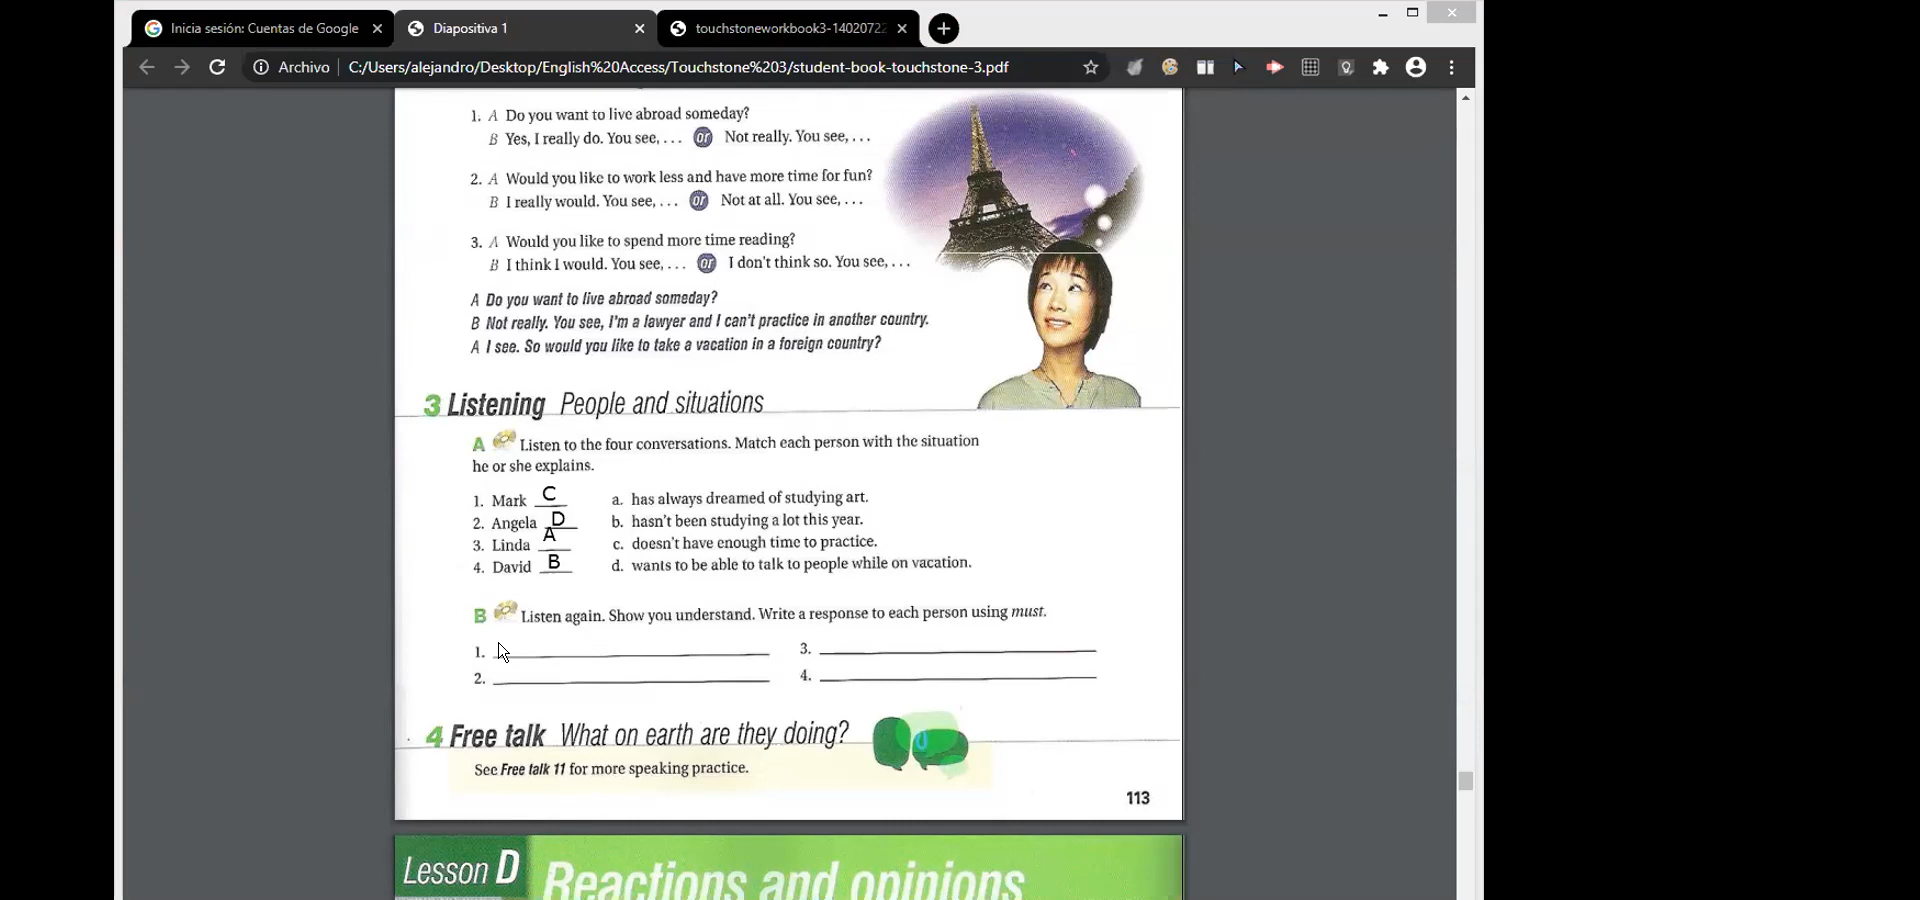 Inicia sesión: Cuentas de Google
Diapositiva 1
touchstoneworkbook3-14020722
Archivo C:/Users/alejandro/Desktop/English%20Access/Touchstone%203/student-book-touchstone-3.pdf
1. A Do you want to live abroad someday?
B Yes, I really do. You see, . . . or Not really. You see, . . .
2. A Would you like to work less and have more time for fun?
B I really would. You see, . . . or Not at all. You see, . . .
3. A Would you like to spend more time reading?
B I think I would. You see, . . . or I don't think so. You see, . . .
A Do you want to live abroad someday?
B Not really. You see, I'm a lawyer and I can't practice in another country.
A I see. So would you like to take a vacation in a foreign country?
3 Listening People and situations
A Listen to the four conversations. Match each person with the situation
he or she explains.
1. Mark C a. has always dreamed of studying art.
2. Angela D b. hasn't been studying a lot this year.
3. Linda A c. doesn't have enough time to practice.
4. David B d. wants to be able to talk to people while on vacation.
B Listen again. Show you understand. Write a response to each person using must.
1. 3.
2. 4.
4 Free talk What on earth are they doing?
See Free talk 11 for more speaking practice.
113
Lesson D Reactions and opinions